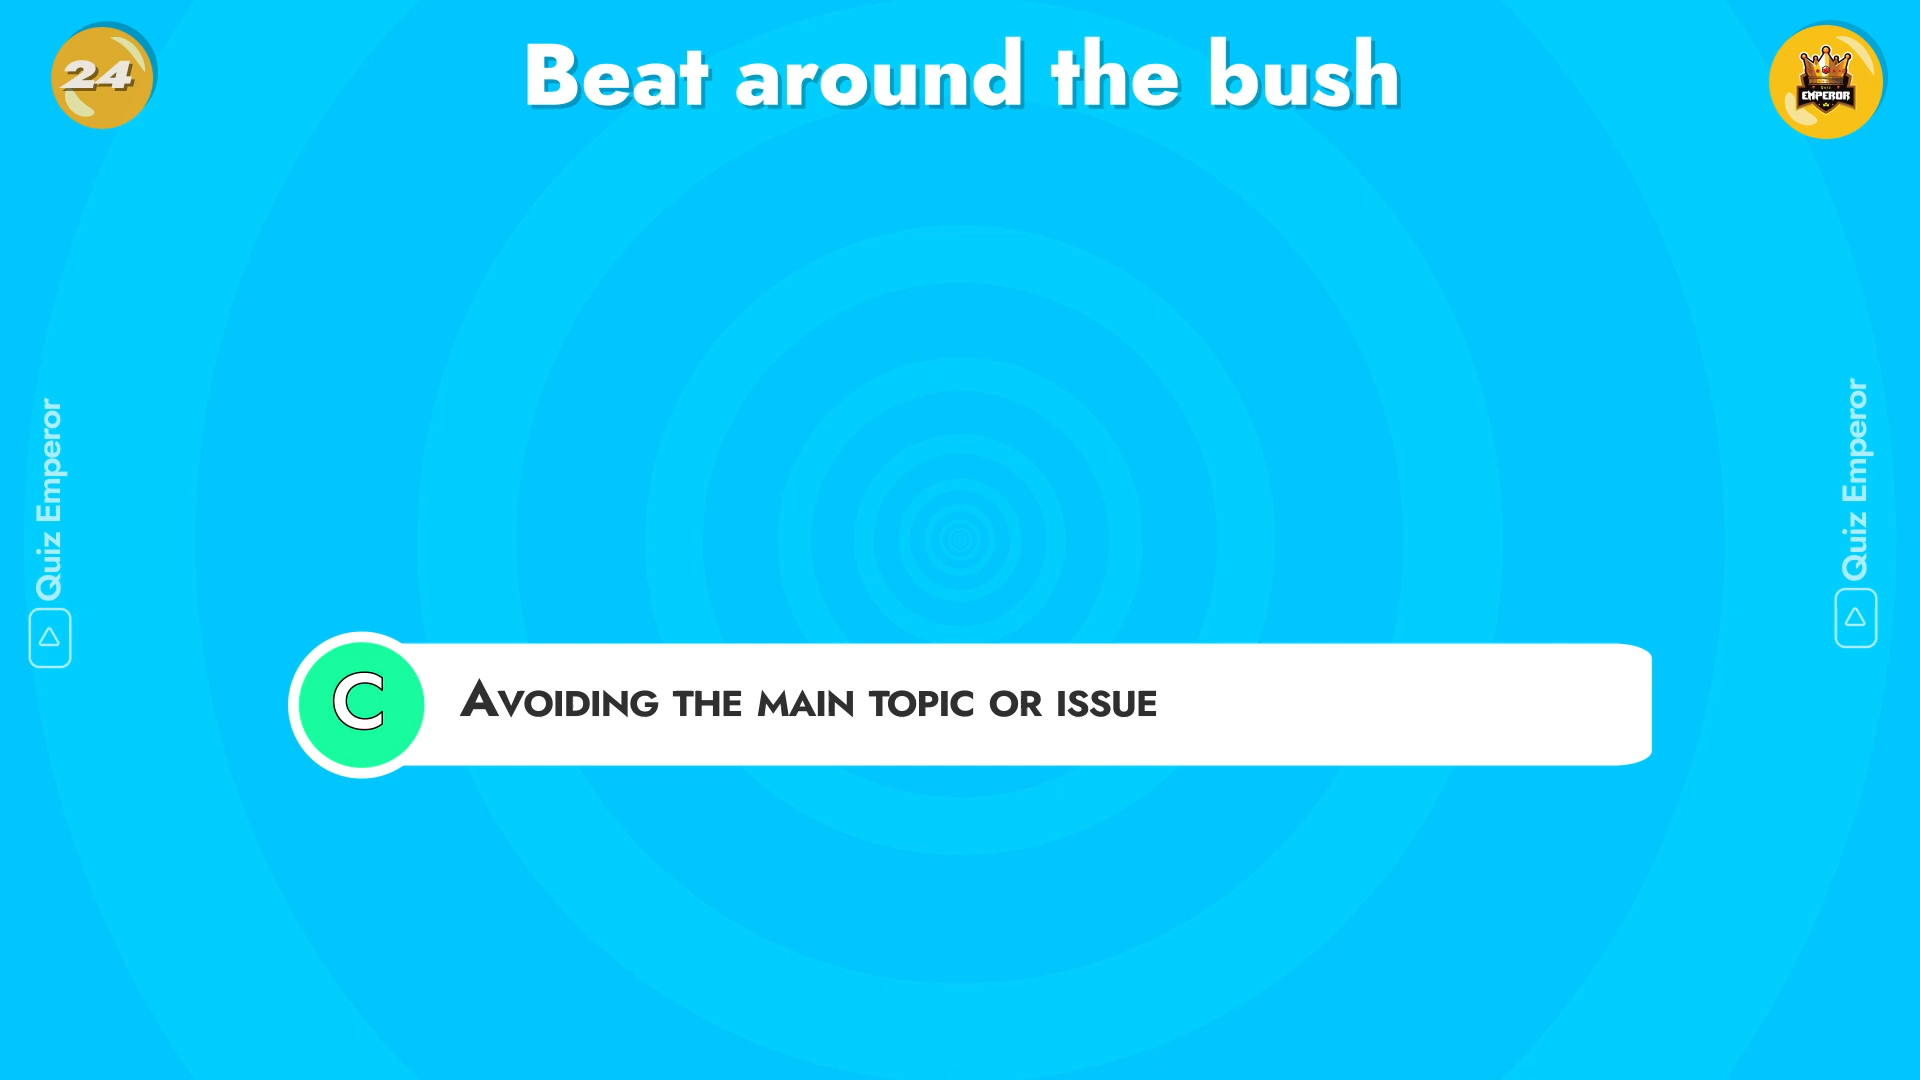 24
Beat around the bush
EMPEROR
Quiz Emperor
Quiz Emperor
C
AVOIDING THE MAIN TOPIC OR ISSUE